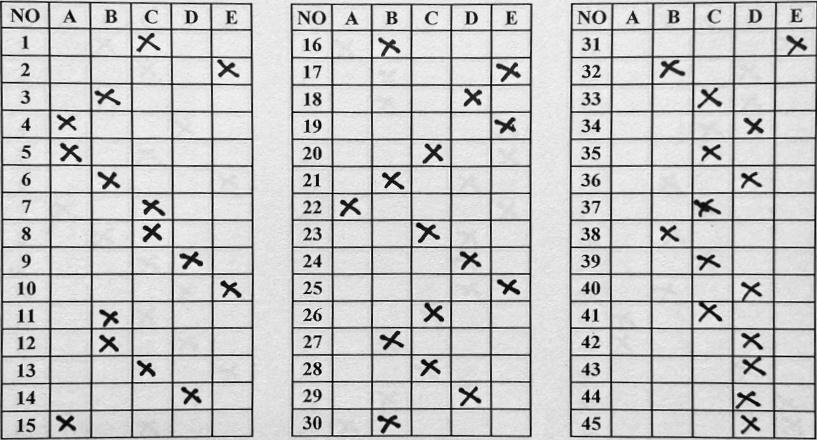 NO A B C D E
1 X
2 X
3 X
4 X
5 X
6 X
7 X
8 X
9 X
10 X
11 X
12 X
13 X
14 X
15 X
NO A B C D E
16 X
17 X
18 X
19 X
20 X
21 X
22 X
23 X
24 X
25 X
26 X
27 X
28 X
29 X
30 X
NO A B C D E
31 X
32 X
33 X
34 X
35 X
36 X
37 X
38 X
39 X
40 X
41 X
42 X
43 X
44 X
45 X